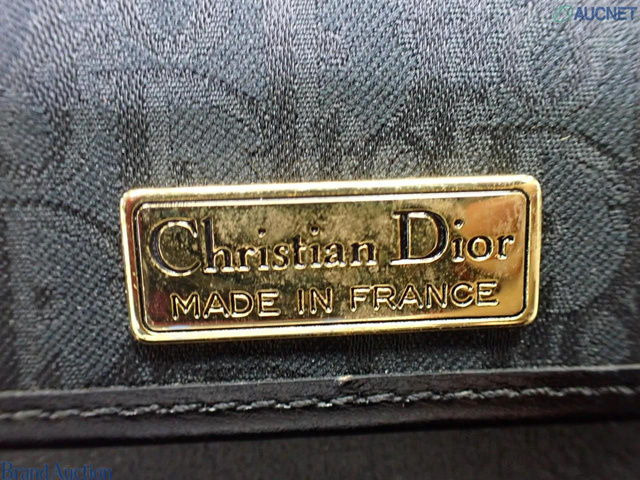 AUCNET
Christian Dior
MADE IN FRANCE
Brand Auction